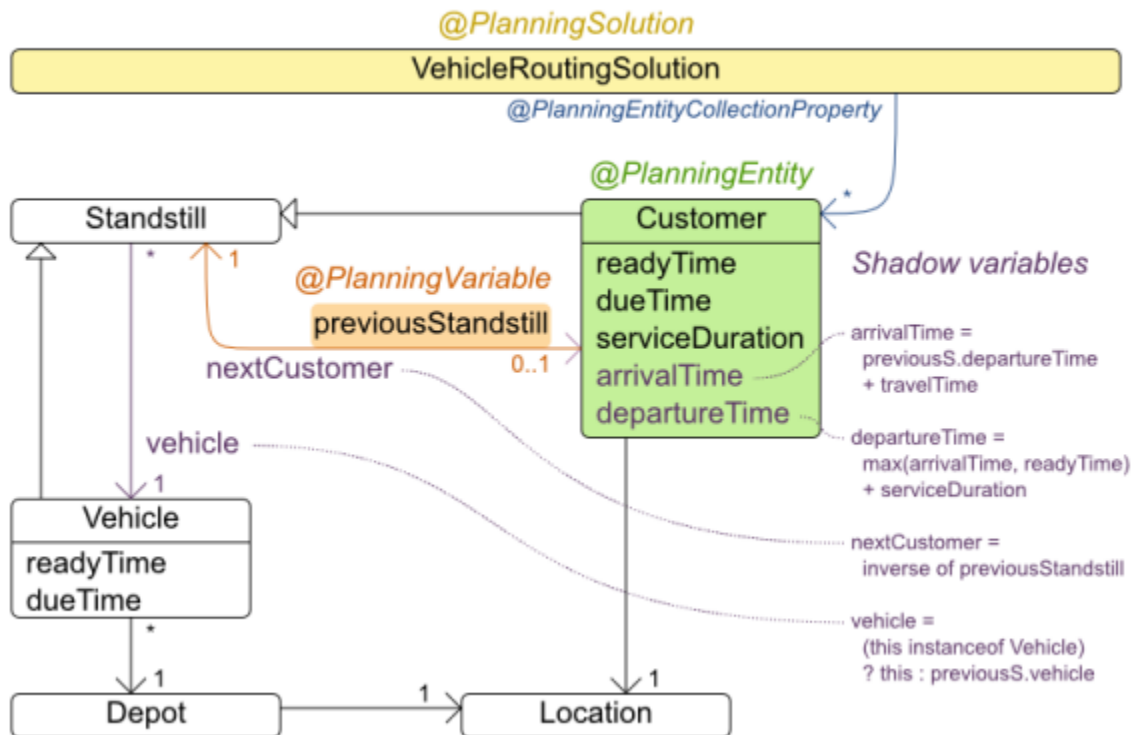 @PlanningSolution
VehicleRoutingSolution
@PlanningEntityCollectionProperty
@PlanningEntity
*
Standstill
Customer
*
1
@PlanningVariable
readyTime
dueTime
serviceDuration
arrivalTime
departureTime
Shadow variables
previousStandstill
0..1
nextCustomer
arrivalTime =
previousS.departureTime
+ travelTime
vehicle
departureTime =
max(arrivalTime, readyTime)
+ serviceDuration
1
Vehicle
readyTime
dueTime
nextCustomer =
inverse of previousStandstill
*
vehicle =
(this instanceof Vehicle)
? this : previousS.vehicle
1
1
1
Depot
Location